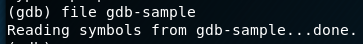 (gdb) file gdb-sample
Reading symbols from gdb-sample...done.